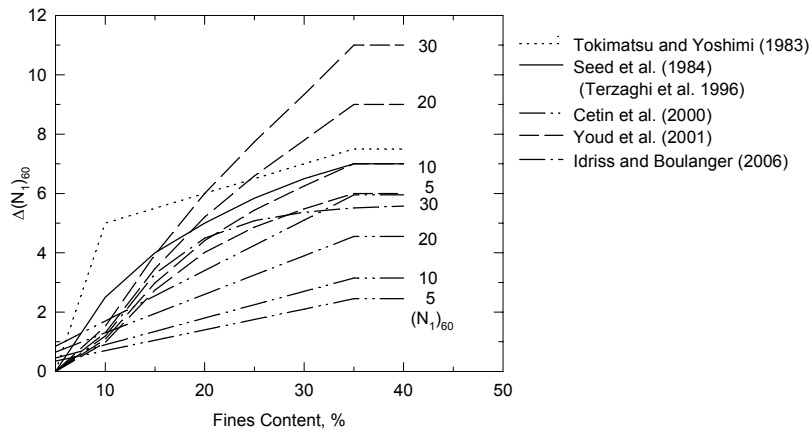 12
10
8
6
4
2
0
Δ(N₁)₆₀
10
20
30
40
50
Fines Content, %
30
20
10
5
30
20
10
5
(N₁)₆₀
Tokimatsu and Yoshimi (1983)
Seed et al. (1984)
(Terzaghi et al. 1996)
Cetin et al. (2000)
Youd et al. (2001)
Idriss and Boulanger (2006)